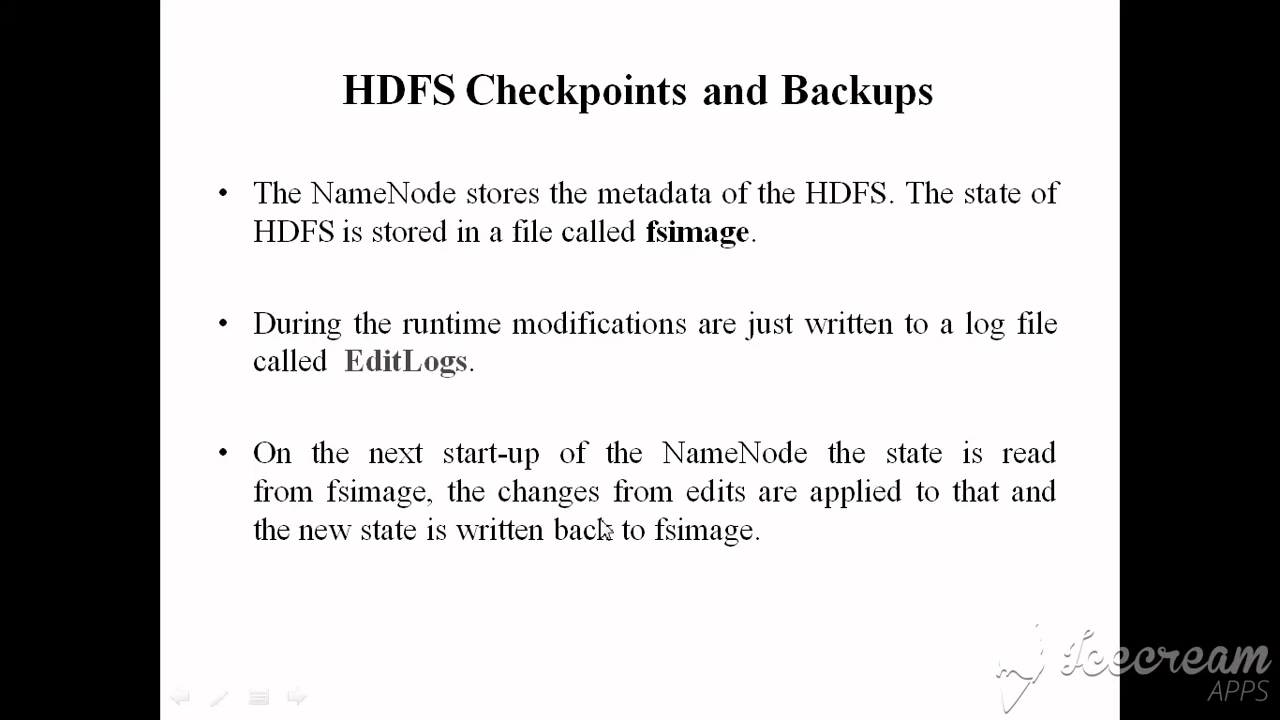 HDFS Checkpoints and Backups
• The NameNode stores the metadata of the HDFS. The state of
HDFS is stored in a file called fsimage.
• During the runtime modifications are just written to a log file
called EditLogs.
• On the next start-up of the NameNode the state is read
from fsimage, the changes from edits are applied to that and
the new state is written back to fsimage.
Icecream
APPS